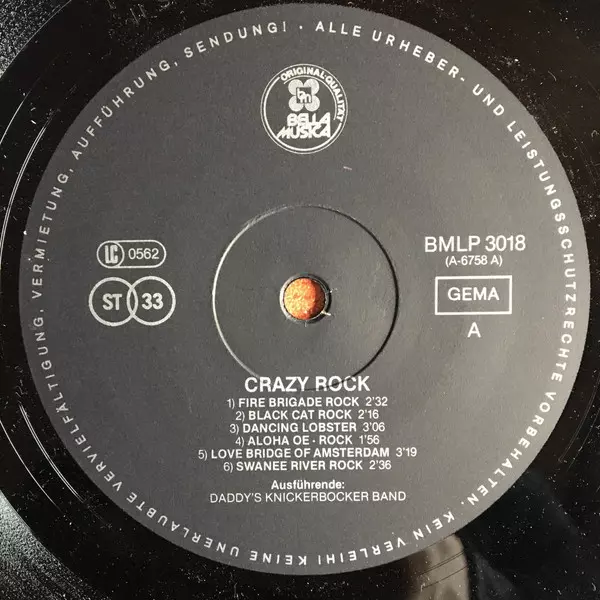 ALLE URHEBER- UND LEISTUNGSSCHUTZRECHTE VORBEHALTEN. KEIN VERLEIH! KEINE UNERLAUBTE VERVIELFÄLTIGUNG, VERMIETUNG, AUFFÜHRUNG, SENDUNG! ·
ORIGINAL-QUALITÄT
bm
BELLA
MUSICA
LC 0562
ST 33
BMLP 3018
(A-6758 A)
GEMA
A
CRAZY ROCK
1) FIRE BRIGADE ROCK 2'32
2) BLACK CAT ROCK 2'16
3) DANCING LOBSTER 3'06
4) ALOHA OE - ROCK 1'56
5) LOVE BRIDGE OF AMSTERDAM 3'19
6) SWANEE RIVER ROCK 2'36
Ausführende:
DADDY'S KNICKERBOCKER BAND